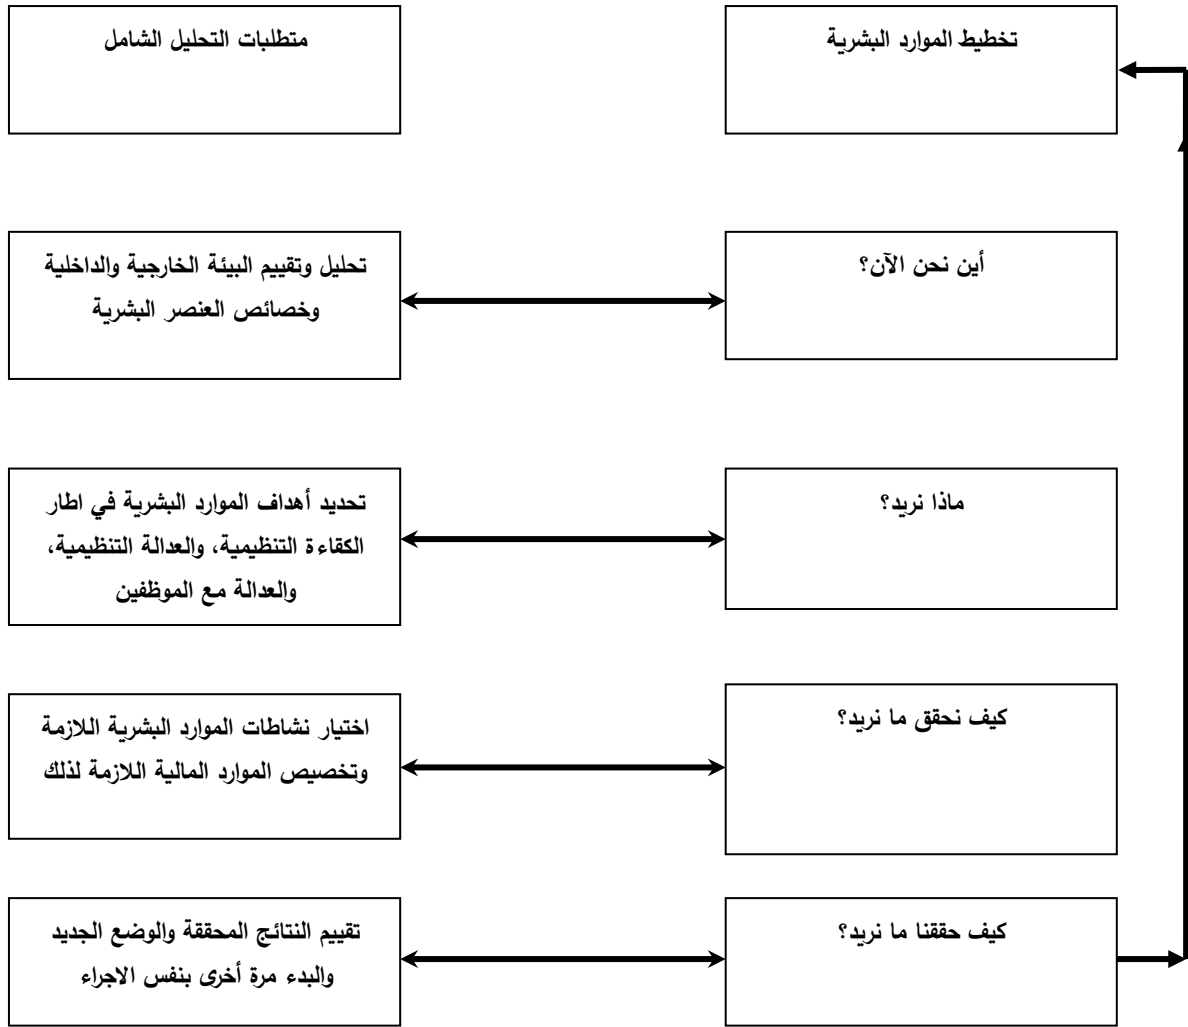 تخطيط الموارد البشرية
متطلبات التحليل الشامل
أين نحن الآن؟
تحليل وتقييم البيئة الخارجية والداخلية
وخصائص العنصر البشرية
ماذا نريد؟
تحديد أهداف الموارد البشرية في اطار
الكقاءة التنظيمية، والعدالة التنظيمية،
والعدالة مع الموظفين
كيف نحقق ما نريد؟
اختيار نشاطات الموارد البشرية اللازمة
وتخصيص الموارد المالية اللازمة لذلك
كيف حققنا ما نريد؟
تقييم النتائج المحققة والوضع الجديد
والبدء مرة أخرى بنفس الاجراء